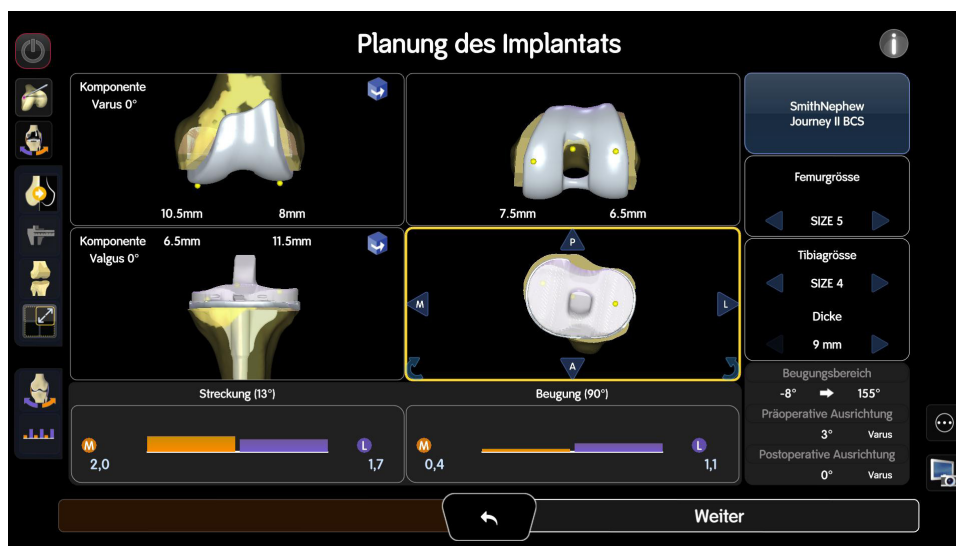 Planung des Implantats
Komponente
Varus 0°
10.5mm 8mm
7.5mm 6.5mm
SmithNephew
Journey II BCS
Femurgrösse
SIZE 5
Komponente 6.5mm 11.5mm
Valgus 0°
P
M L
A
Tibiagrösse
SIZE 4
Dicke
9 mm
Streckung (13°)
M L
2,0 1,7
Beugung (90°)
M L
0,4 1,1
Beugungsbereich
-8° 155°
Präoperative Ausrichtung
3° Varus
Postoperative Ausrichtung
0° Varus
Weiter